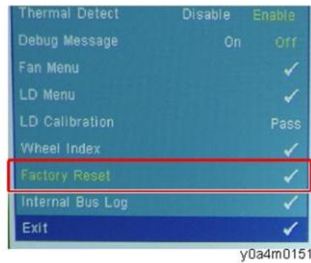 Thermal Detect Disable Enable
Debug Message On Off
Fan Menu ✓
LD Menu ✓
LD Calibration Pass
Wheel Index ✓
Factory Reset ✓
Internal Bus Log ✓
Exit ✓
y0a4m0151